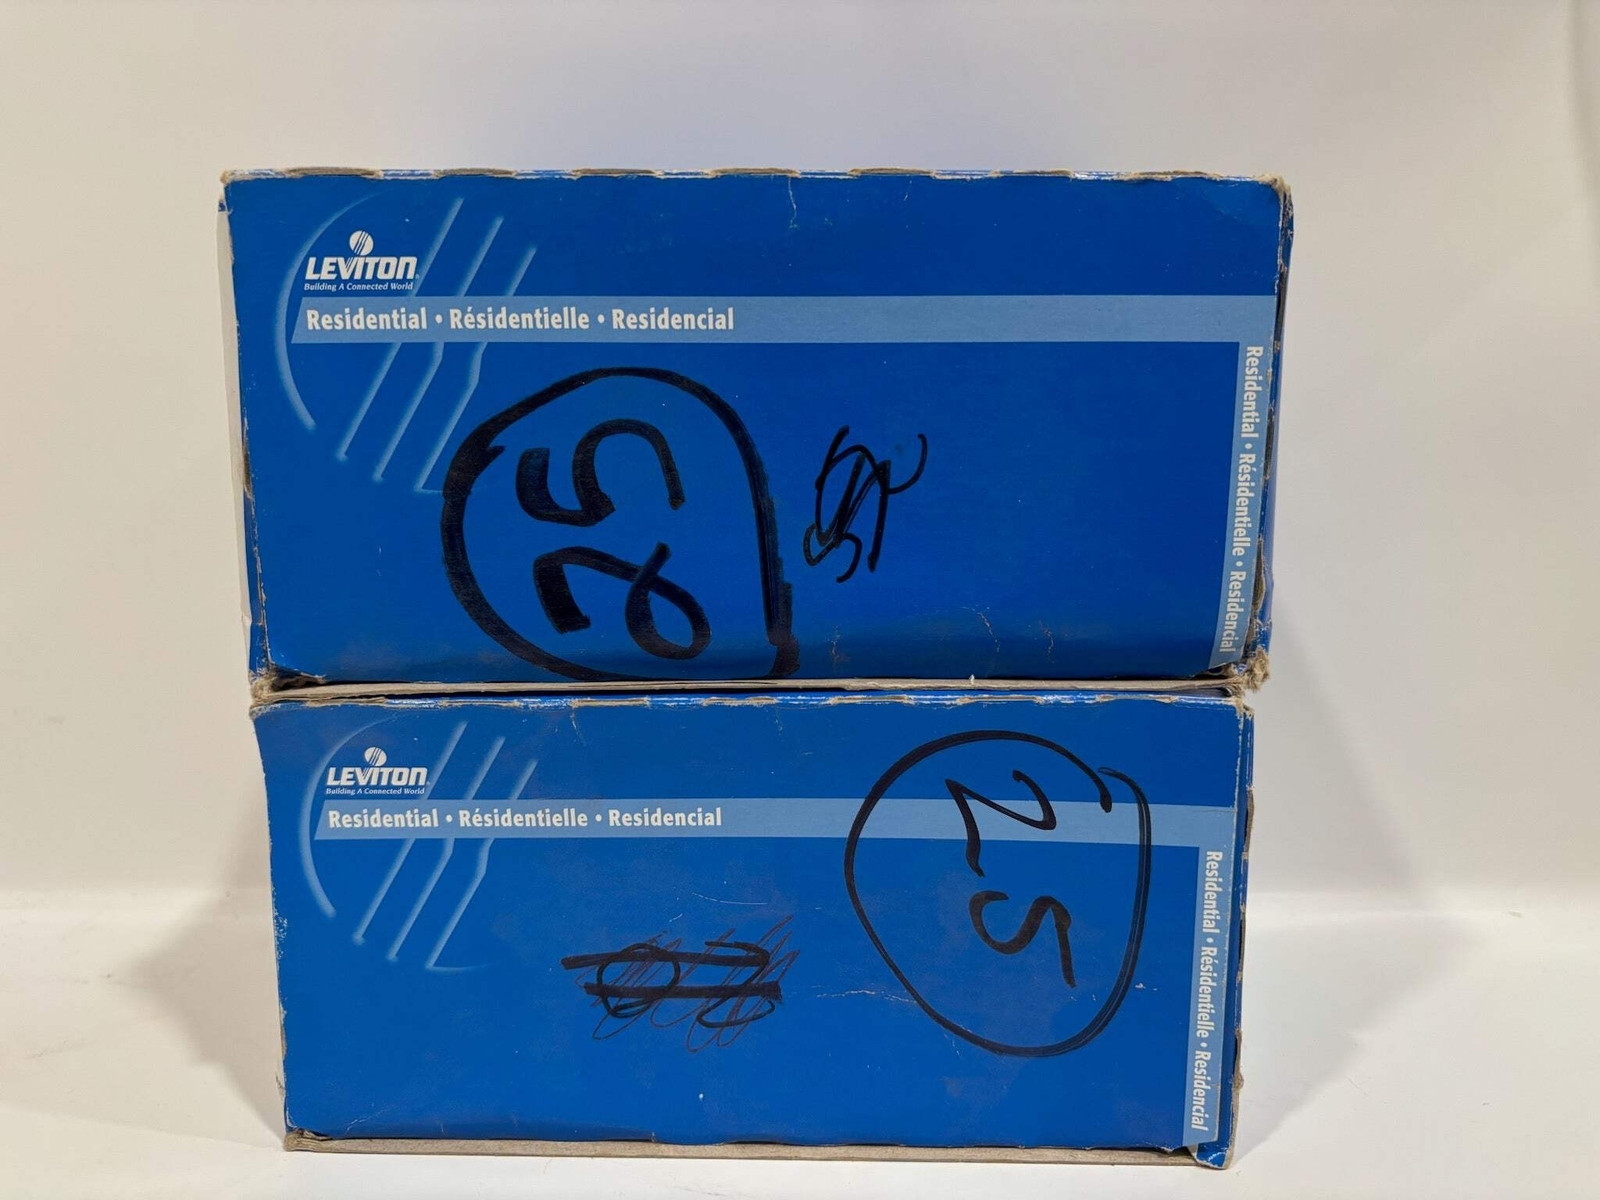 LEVITON
Building A Connected World
Residential • Résidentielle • Residencial
Residential • Résidentielle • Residencial
25
LEVITON
Building A Connected World
Residential • Résidentielle • Residencial
Residential • Résidentielle • Residencial
25